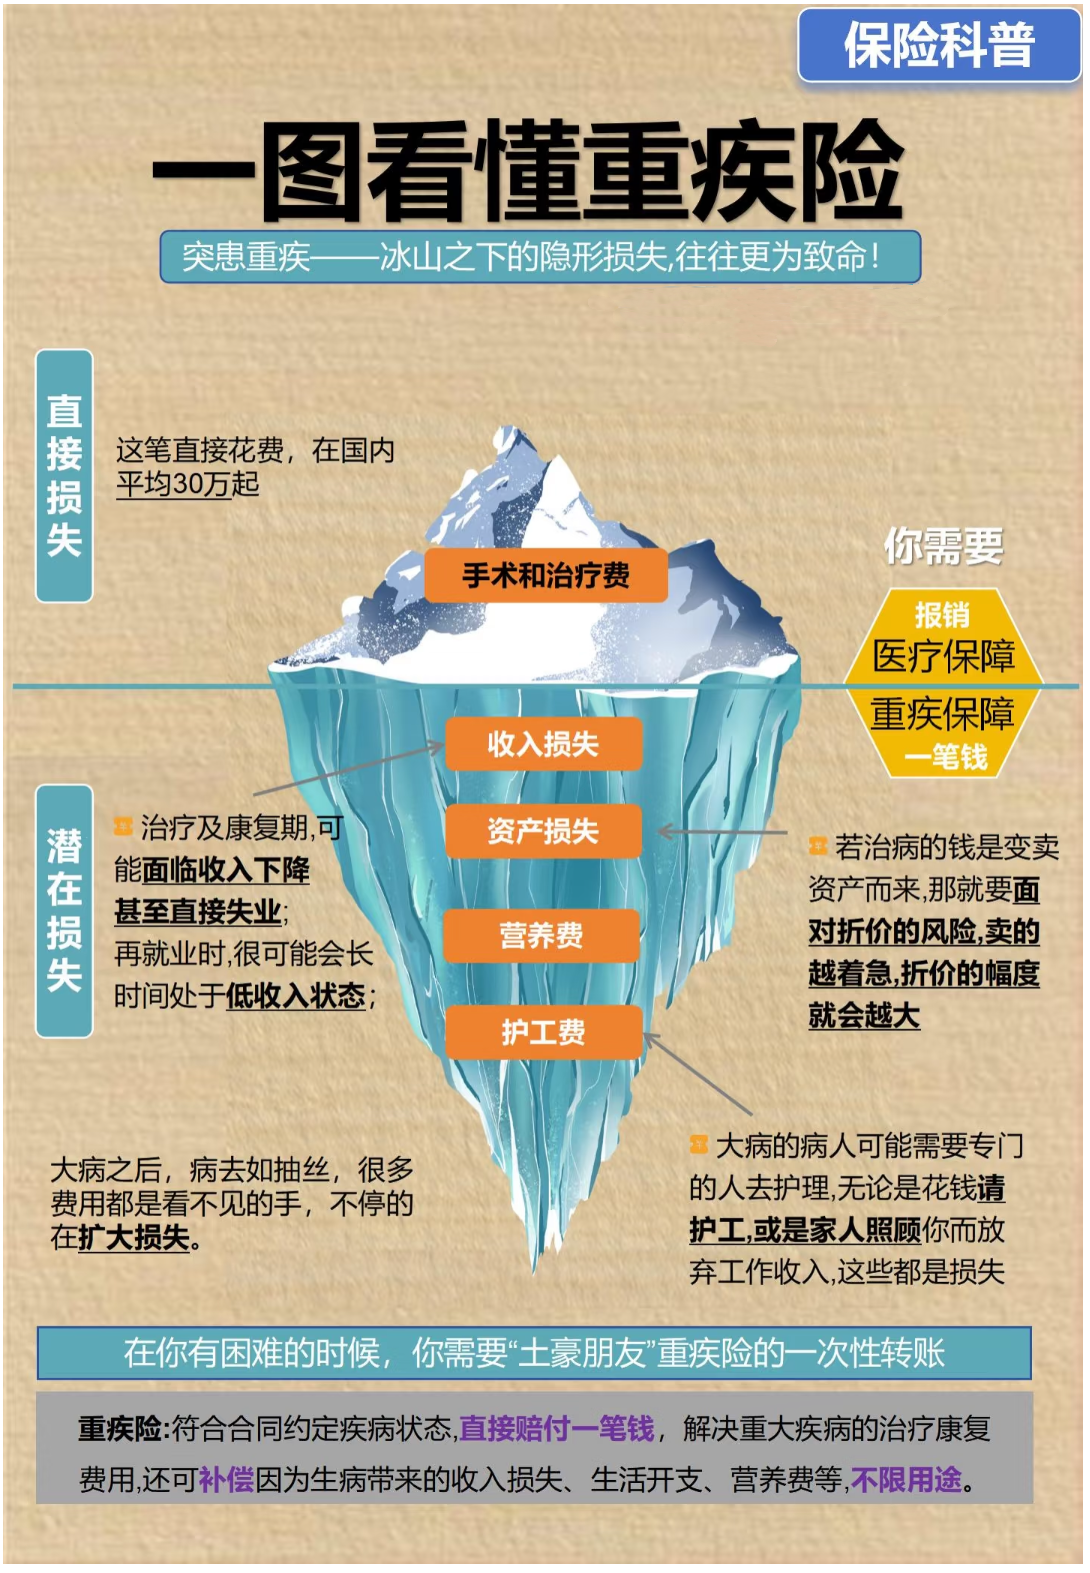 保险科普
一图看懂重疾险
突患重疾——冰山之下的隐形损失,往往更为致命！
直接损失
这笔直接花费，在国内
平均30万起
手术和治疗费
你需要
报销
医疗保障
重疾保障
一笔钱
潜在损失
收入损失
资产损失
营养费
护工费
治疗及康复期,可
能面临收入下降
甚至直接失业;
再就业时,很可能会长
时间处于低收入状态；
若治病的钱是变卖
资产而来,那就要面
对折价的风险,卖的
越着急,折价的幅度
就会越大
大病之后，病去如抽丝，很多
费用都是看不见的手，不停的
在扩大损失。
大病的病人可能需要专门
的人去护理,无论是花钱请
护工,或是家人照顾你而放
弃工作收入,这些都是损失
在你有困难的时候，你需要“土豪朋友”重疾险的一次性转账
重疾险:符合合同约定疾病状态,直接赔付一笔钱，解决重大疾病的治疗康复
费用,还可补偿因为生病带来的收入损失、生活开支、营养费等,不限用途。